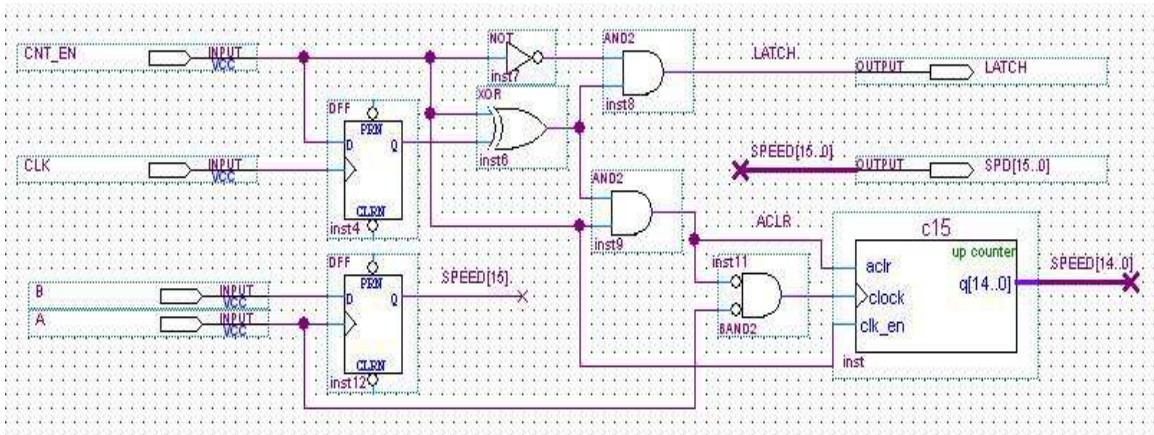 CNT_EN
INPUT
VCC
NOT
inst7
AND2
inst8
LATCH
OUTPUT
LATCH
DFF
PRN
D
Q
CLRN
inst4
XOR
inst6
CLK
INPUT
VCC
SPEED[15..0]
OUTPUT
SPD[15..0]
AND2
inst9
ACLR
c15
up counter
aclr
q[14..0]
clock
clk_en
inst
SPEED[14..0]
inst11
BAND2
DFF
PRN
D
Q
CLRN
inst12
SPEED[15]
B
INPUT
VCC
A
INPUT
VCC